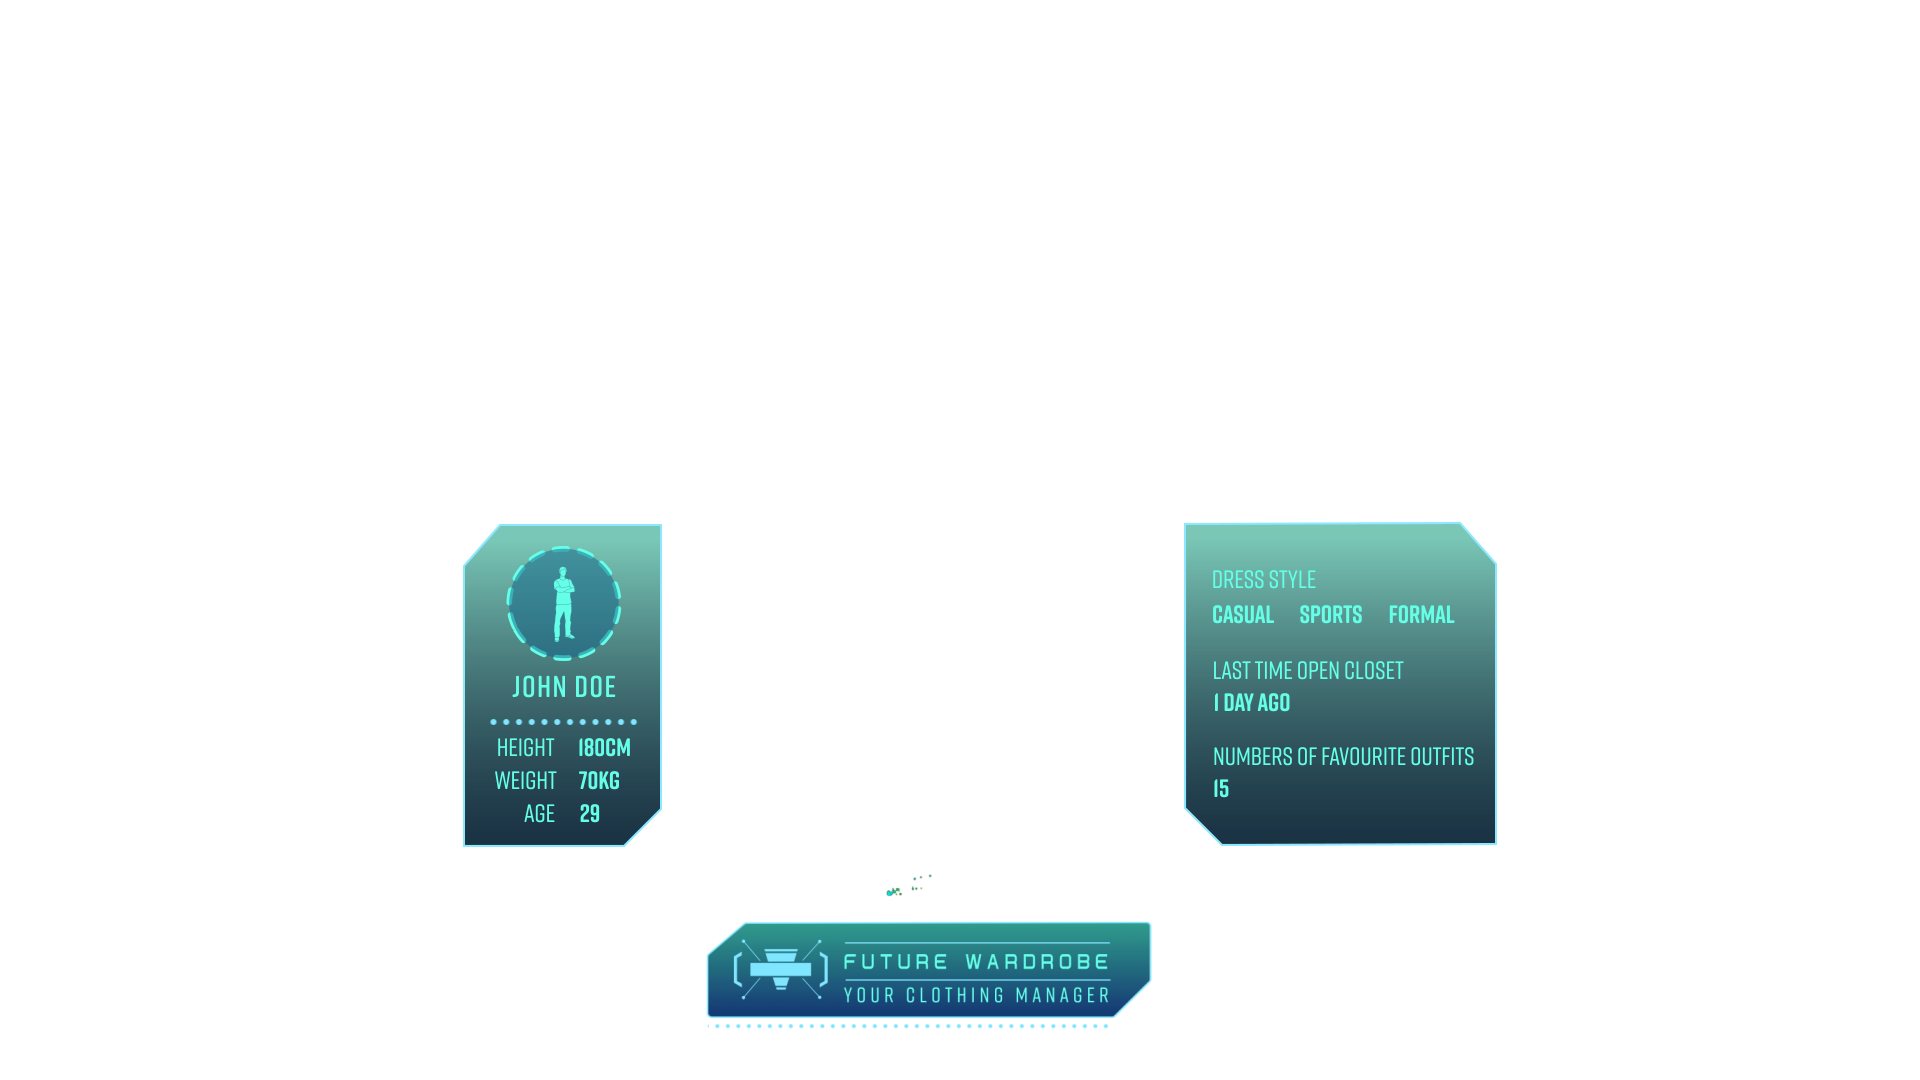 JOHN DOE
HEIGHT 180CM
WEIGHT 70KG
AGE 29
DRESS STYLE
CASUAL SPORTS FORMAL
LAST TIME OPEN CLOSET
1 DAY AGO
NUMBERS OF FAVOURITE OUTFITS
15
FUTURE WARDROBE
YOUR CLOTHING MANAGER